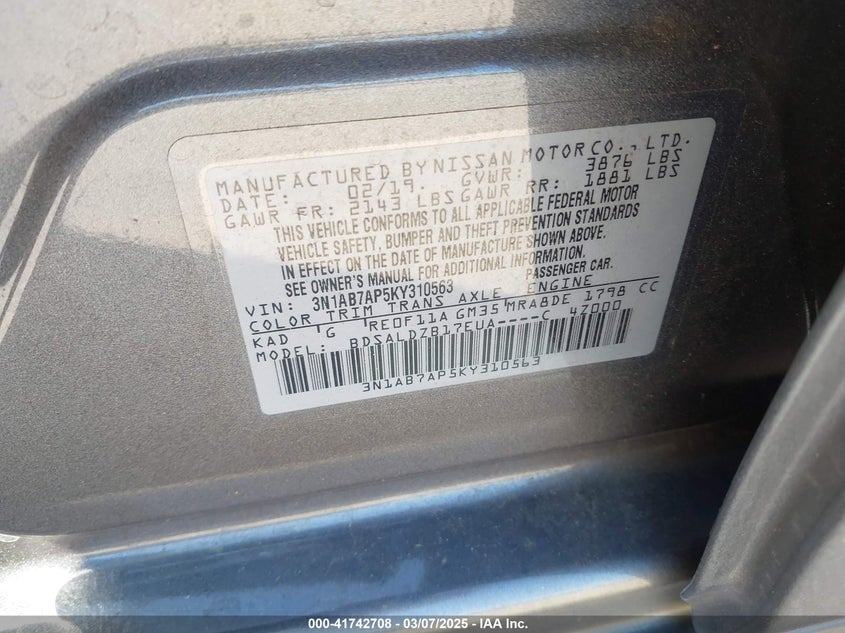 MANUFACTURED BY NISSAN MOTOR CO., LTD.
DATE: 02/19. GVWR: 3876 LBS
GAWR FR: 2143 LBS GAWR RR: 1881 LBS
THIS VEHICLE CONFORMS TO ALL APPLICABLE FEDERAL MOTOR
VEHICLE SAFETY, BUMPER AND THEFT PREVENTION STANDARDS
IN EFFECT ON THE DATE OF MANUFACTURE SHOWN ABOVE.
SEE OWNER'S MANUAL FOR ADDITIONAL INFORMATION.
VIN: 3N1AB7AP5KY310563 PASSENGER CAR.
COLOR TRIM TRANS AXLE ENGINE
KAD 'G 'RE0F11A GM35'MRA8DE 1798 CC
MODEL: BDSALDZB17EUA----C 4Z000
3N1AB7AP5KY310563
000-41742708 - 03/07/2025 - © IAA Holdings, Inc.